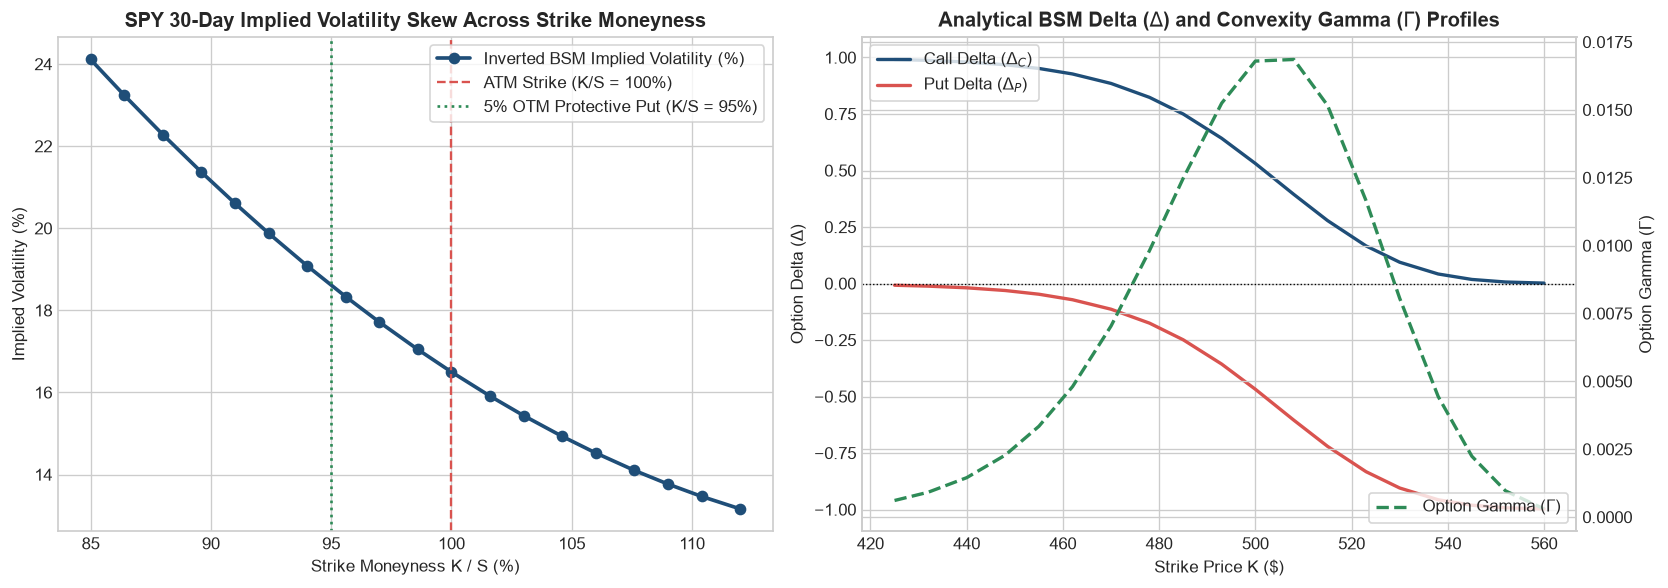 SPY 30-Day Implied Volatility Skew Across Strike Moneyness
Inverted BSM Implied Volatility (%)
ATM Strike (K/S = 100%)
5% OTM Protective Put (K/S = 95%)
Implied Volatility (%)
24
22
20
18
16
14
85
90
95
100
105
110
Strike Moneyness K / S (%)
Analytical BSM Delta (Δ) and Convexity Gamma (Γ) Profiles
Call Delta (Δ_C)
Put Delta (Δ_P)
Option Delta (Δ)
1.00
0.75
0.50
0.25
0.00
−0.25
−0.50
−0.75
−1.00
Option Gamma (Γ)
0.0175
0.0150
0.0125
0.0100
0.0075
0.0050
0.0025
0.0000
Option Gamma (Γ)
420
440
460
480
500
520
540
560
Strike Price K ($)